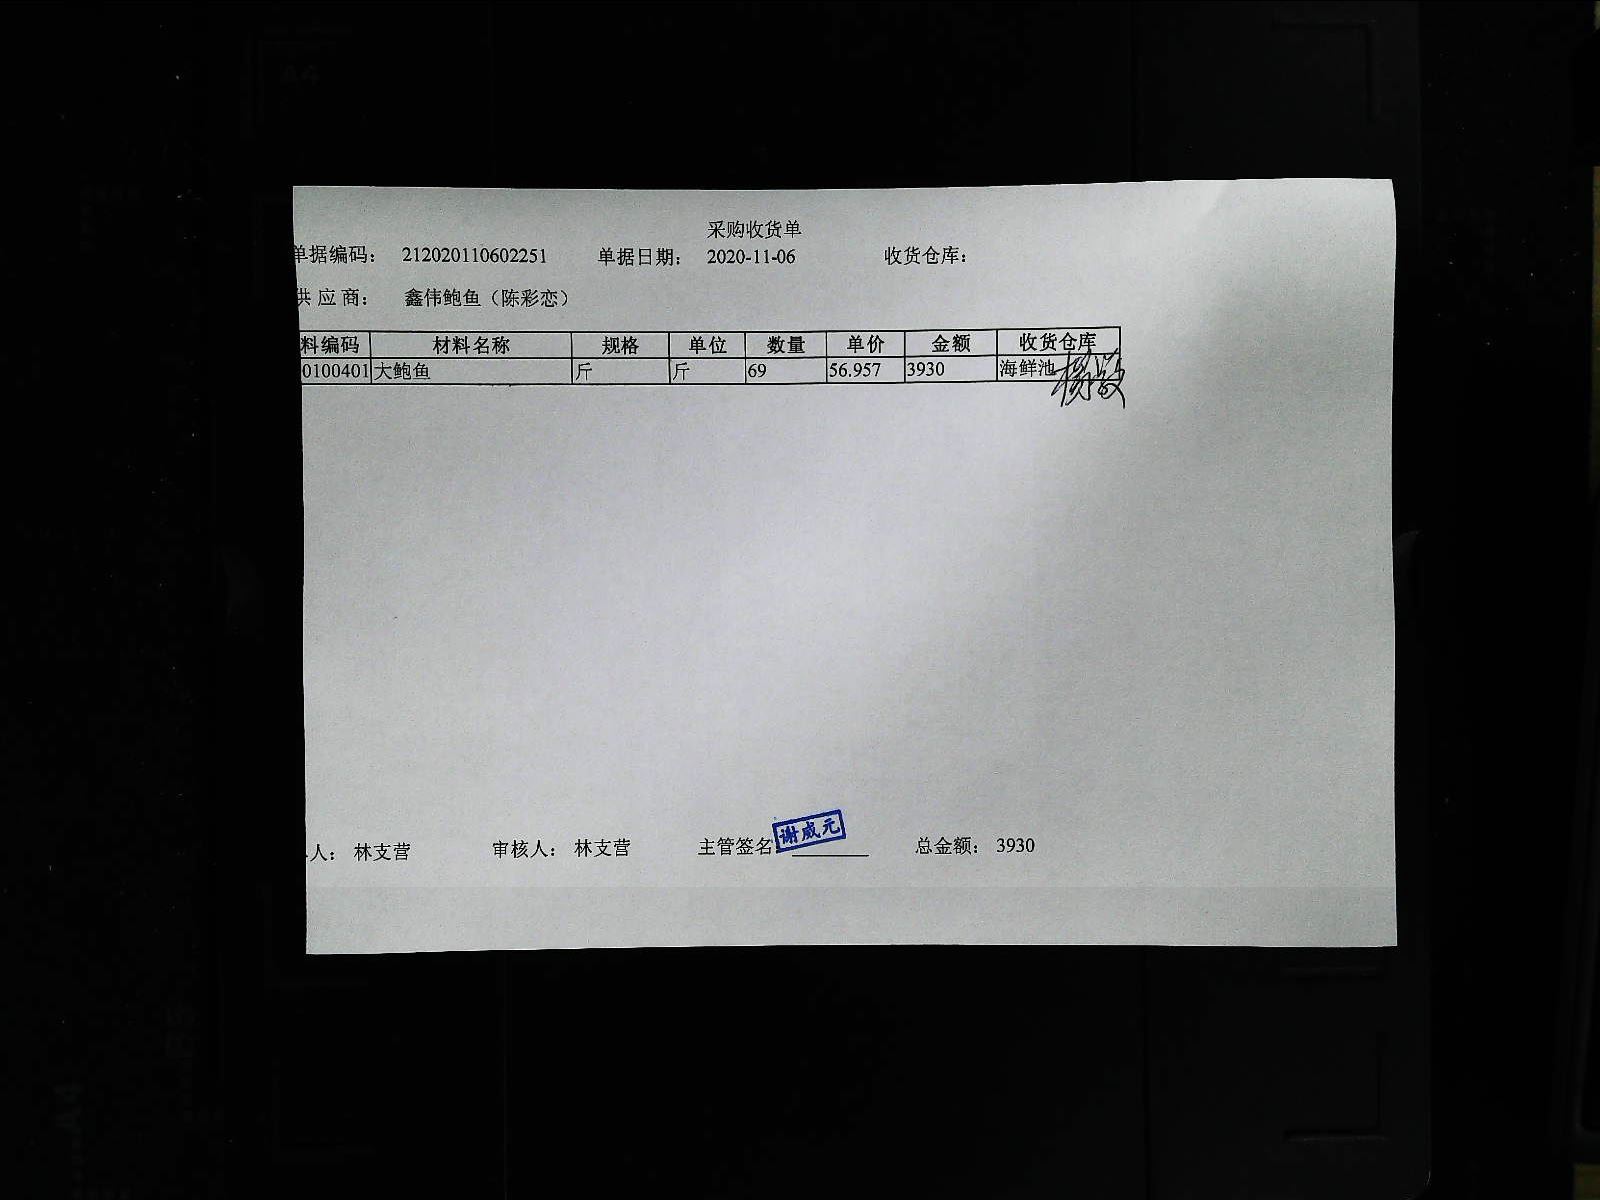 采购收货单
单据编码： 212020110602251 单据日期： 2020-11-06 收货仓库：
供应商： 鑫伟鲍鱼（陈彩恋）
料编码 材料名称 规格 单位 数量 单价 金额 收货仓库
0100401 大鲍鱼 斤 斤 69 56.957 3930 海鲜池
人： 林支营 审核人： 林支营 主管签名 谢威元 总金额： 3930